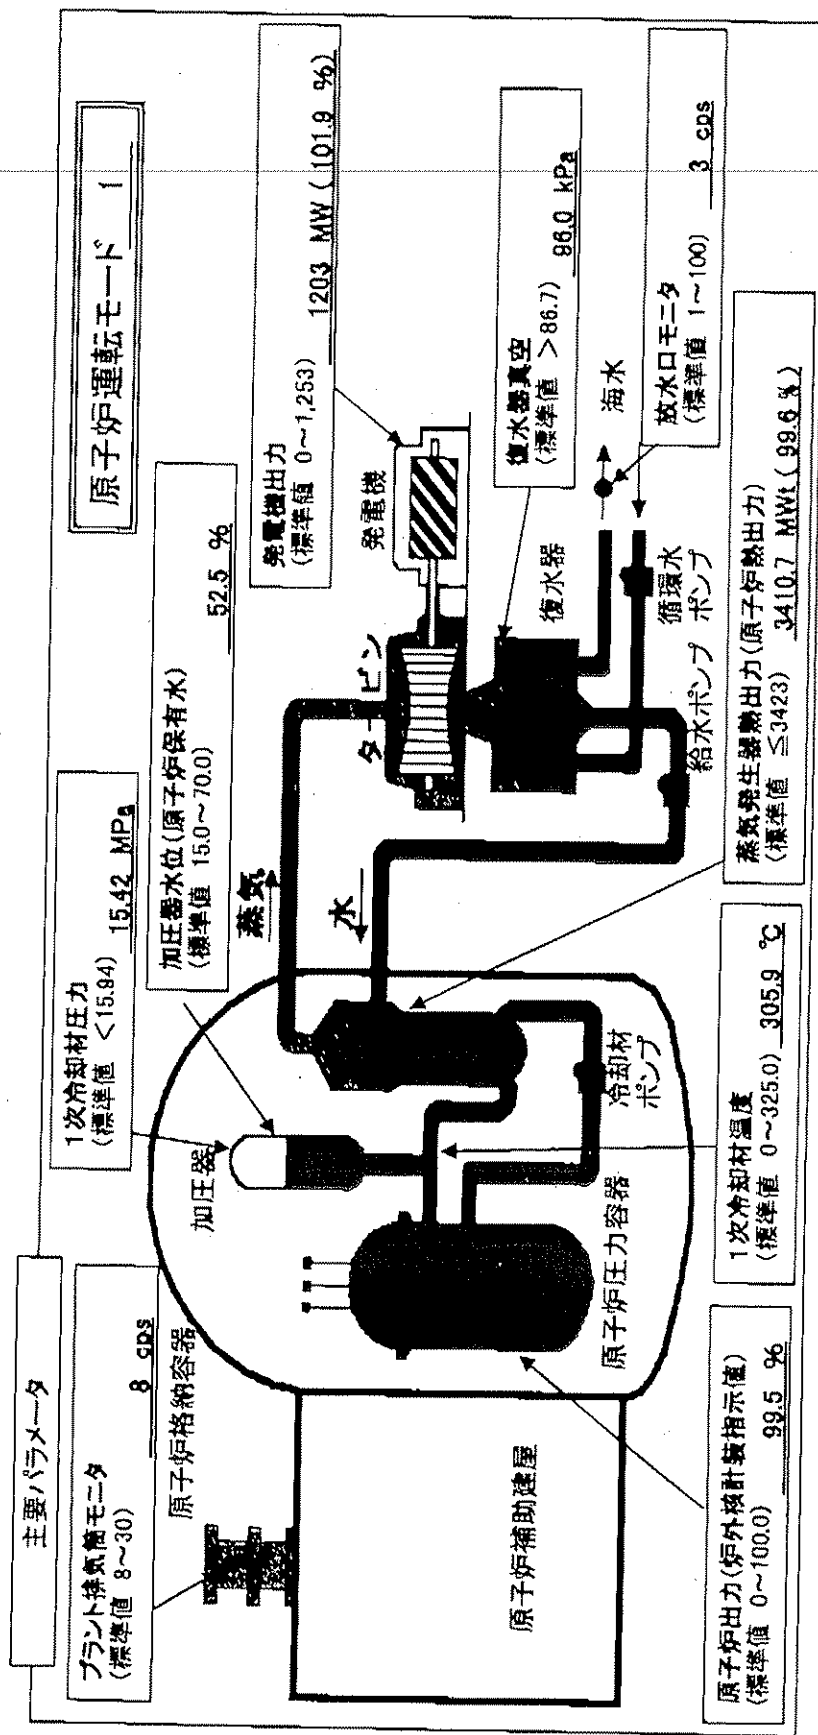 主要パラメータ
原子炉運転モード 1
プラント排気筒モニタ
(標準値 8～30) 8 cps
1次冷却材圧力
(標準値 <15.94) 15.42 MPa
加圧器水位(原子炉保有水)
(標準値 15.0～70.0) 52.5 %
発電機出力
(標準値 0～1,253) 1203 MW (101.9 %)
原子炉格納容器
加圧器
蒸気
水
タービン
発電機
復水器真空
(標準値 >86.7) 96.0 kPa
復水器
海水
放水口モニタ
(標準値 1～100) 3 cps
循環水
ポンプ
給水ポンプ
冷却材
ポンプ
原子炉圧力容器
原子炉補助建屋
蒸気発生器熱出力(原子炉熱出力)
(標準値 ≦3423) 3410.7 MWt (99.6 %)
1次冷却材温度
(標準値 0～325.0) 305.9 ℃
原子炉出力(炉外核計装指示値)
(標準値 0～100.0) 99.5 %